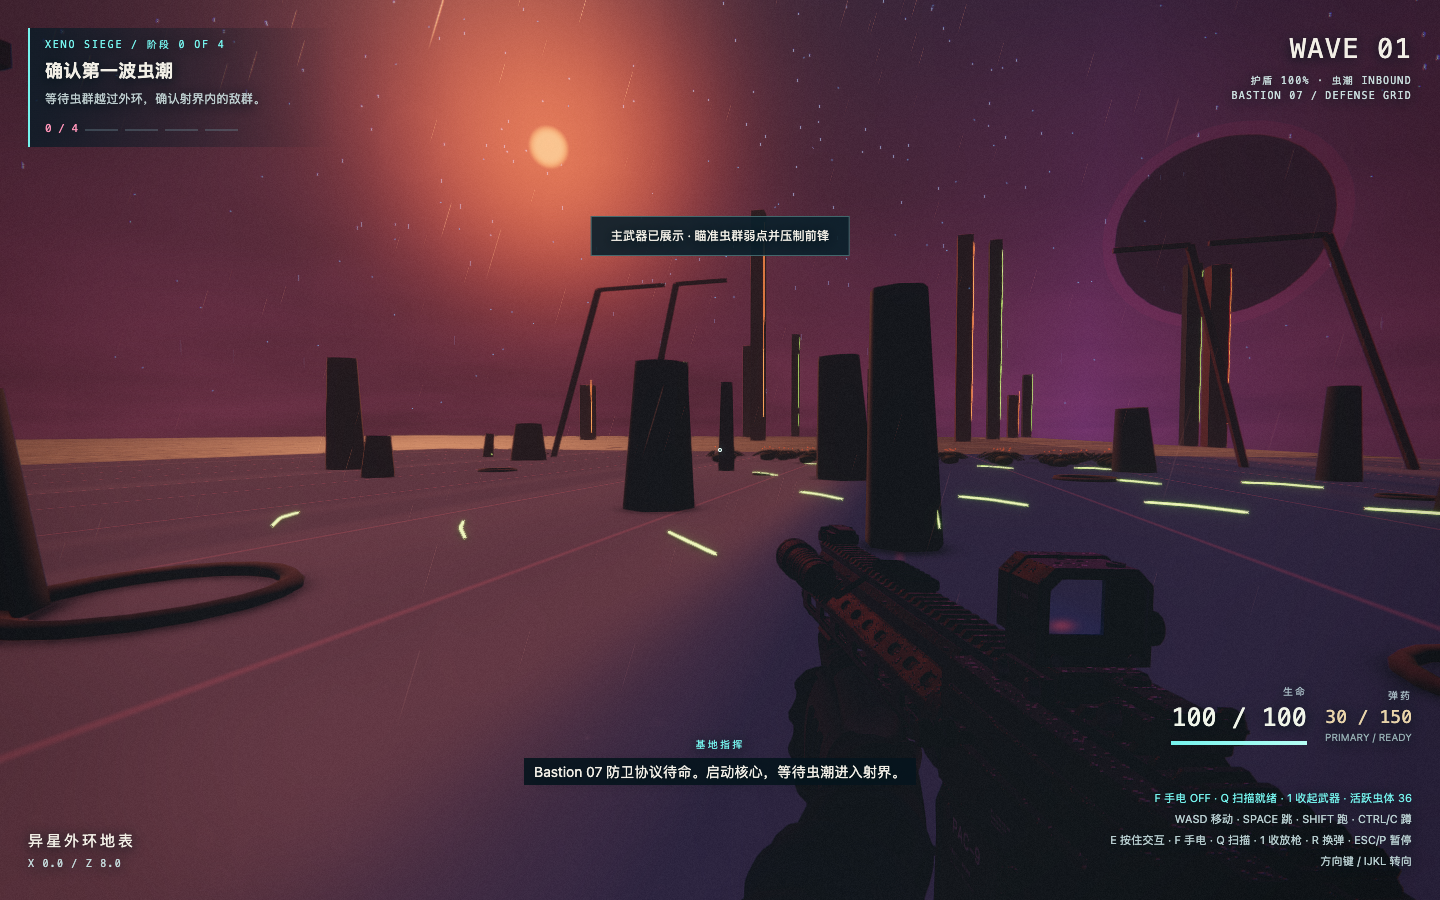 XENO SIEGE / 阶段 0 OF 4
确认第一波虫潮
等待虫群越过外环，确认射界内的敌群。
0 / 4
WAVE 01
护盾 100% · 虫潮 INBOUND
BASTION 07 / DEFENSE GRID
主武器已展示 · 瞄准虫群弱点并压制前锋
生命
100 / 100
弹药
30 / 150
PRIMARY / READY
基地指挥
Bastion 07 防卫协议待命。启动核心，等待虫潮进入射界。
F 手电 OFF · Q 扫描就绪 · 1 收起武器 · 活跃虫体 36
WASD 移动 · SPACE 跳 · SHIFT 跑 · CTRL/C 蹲
E 按住交互 · F 手电 · Q 扫描 · 1 收放枪 · R 换弹 · ESC/P 暂停
方向键 / IJKL 转向
异星外环地表
X 0.0 / Z 8.0